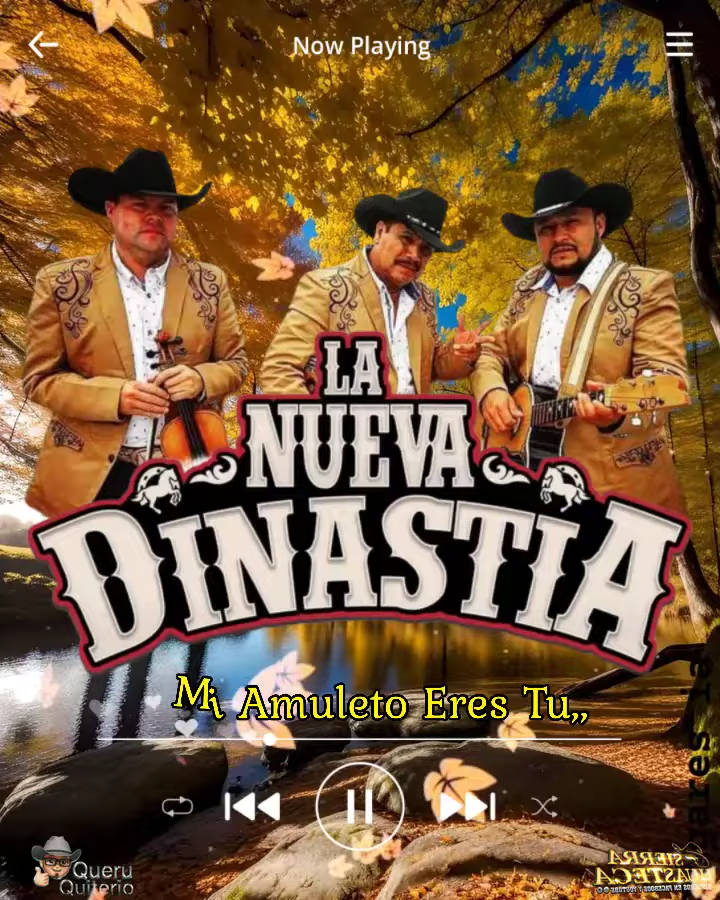 Now Playing
LA
NUEVA
DINASTIA
Mi Amuleto Eres Tu,,
Queru
Quiterio
SIERRA
HUASTECA